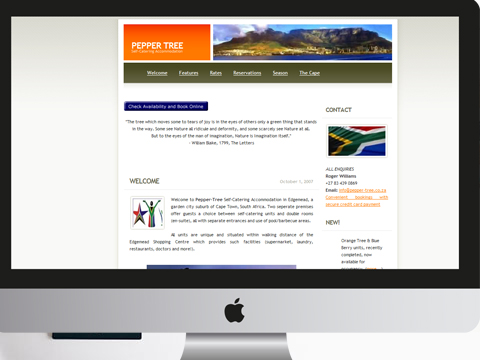 PEPPER TREE
Self-Catering Accommodation
Welcome Features Rates Reservations Season The Cape
Check Availability and Book Online
"The tree which moves some to tears of joy is in the eyes of others only a green thing that stands
in the way. Some see Nature all ridicule and deformity, and some scarcely see Nature at all.
But to the eyes of the man of imagination, Nature is imagination itself."
- William Blake, 1799, The Letters
WELCOME
October 1, 2007
Welcome to Pepper-Tree Self-Catering Accommodation in Edgemead, a
garden city suburb of Cape Town, South Africa. Two seperate premises
offer guests a choice between self-catering units and double rooms
(en-suite), all with separate entrances and use of pool/barbecue areas.
All units are unique and situated within walking distance of the
Edgemead Shopping Centre which provides such facilities (supermarket, laundry,
restaurants, doctors and more!).
CONTACT
ALL ENQUIRIES
Roger Williams
+27 83 439 0869
Email: info@pepper-tree.co.za
Convenient bookings with
secure credit card payment
NEW!
Orange Tree & Blue
Berry units, recently
completed, now
available for